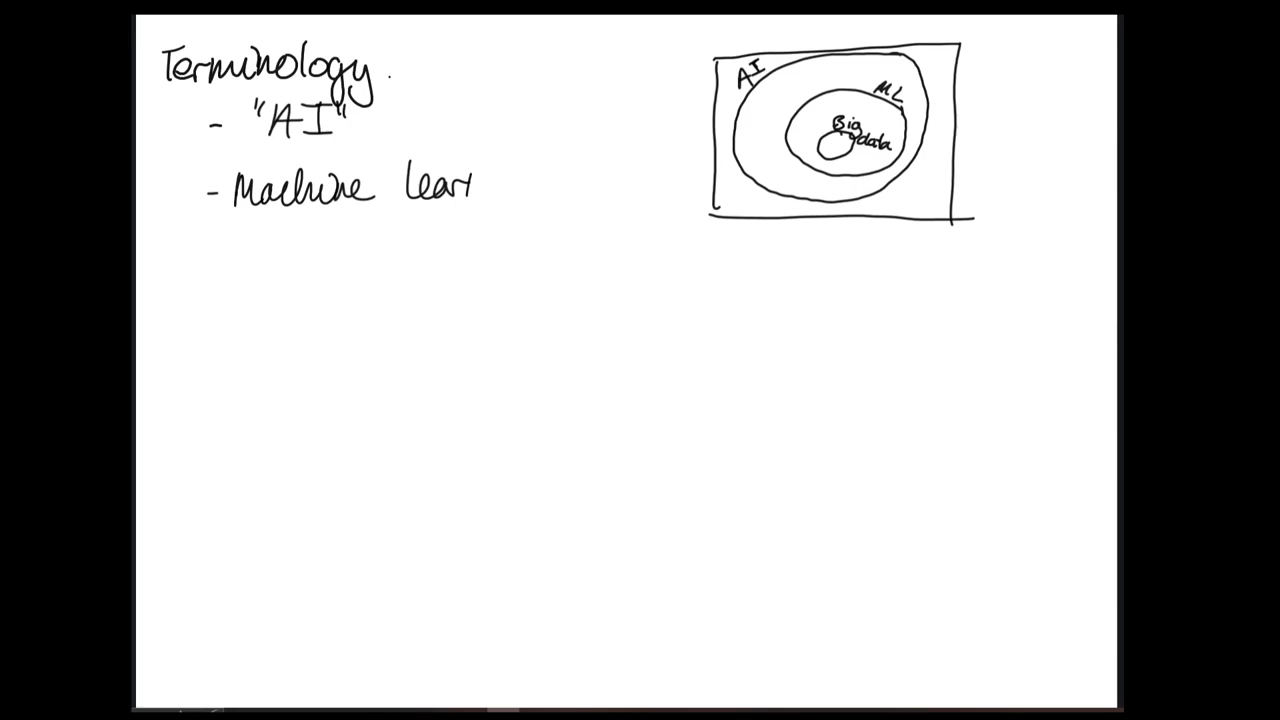 Terminology.
- "AI"
- Machine lear
AI
ML
Big
data